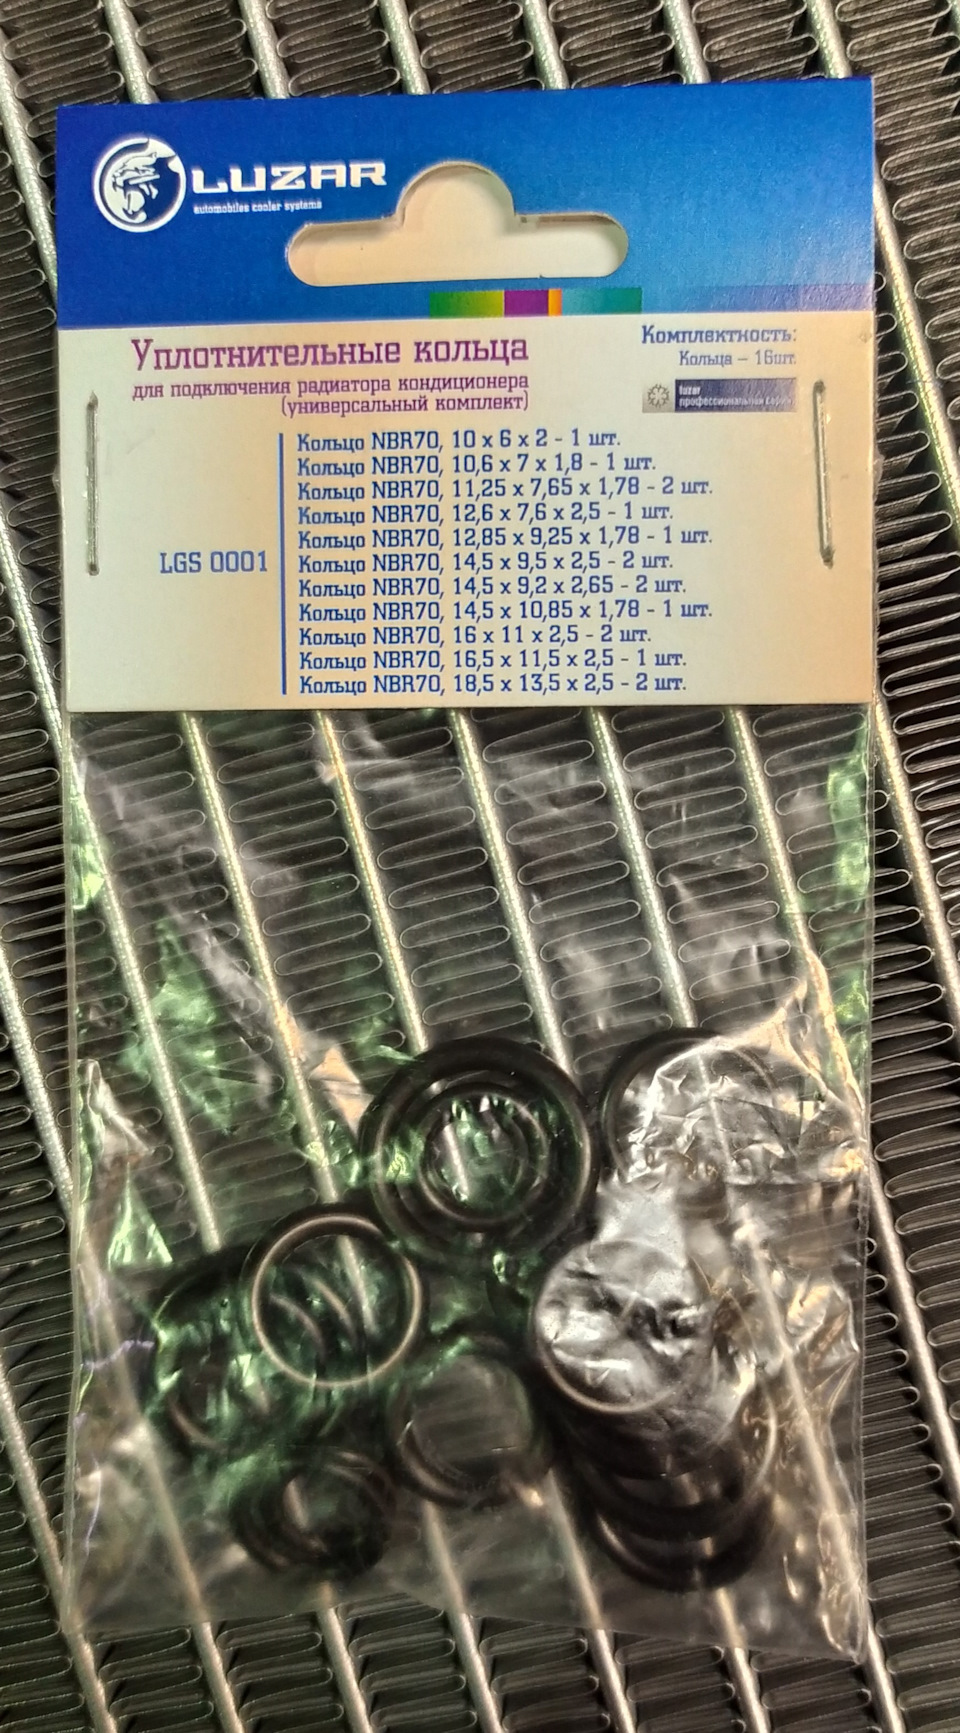 LUZAR
automobiles cooler systems
Уплотнительные кольца
для подключения радиатора кондиционера
(универсальный комплект)
Комплектность:
Кольца – 16шт.
luzar
профессиональная серия
LGS 0001
Кольцо NBR70, 10 x 6 x 2 - 1 шт.
Кольцо NBR70, 10,6 x 7 x 1,8 - 1 шт.
Кольцо NBR70, 11,25 x 7,65 x 1,78 - 2 шт.
Кольцо NBR70, 12,6 x 7,6 x 2,5 - 1 шт.
Кольцо NBR70, 12,85 x 9,25 x 1,78 - 1 шт.
Кольцо NBR70, 14,5 x 9,5 x 2,5 - 2 шт.
Кольцо NBR70, 14,5 x 9,2 x 2,65 - 2 шт.
Кольцо NBR70, 14,5 x 10,85 x 1,78 - 1 шт.
Кольцо NBR70, 16 x 11 x 2,5 - 2 шт.
Кольцо NBR70, 16,5 x 11,5 x 2,5 - 1 шт.
Кольцо NBR70, 18,5 x 13,5 x 2,5 - 2 шт.